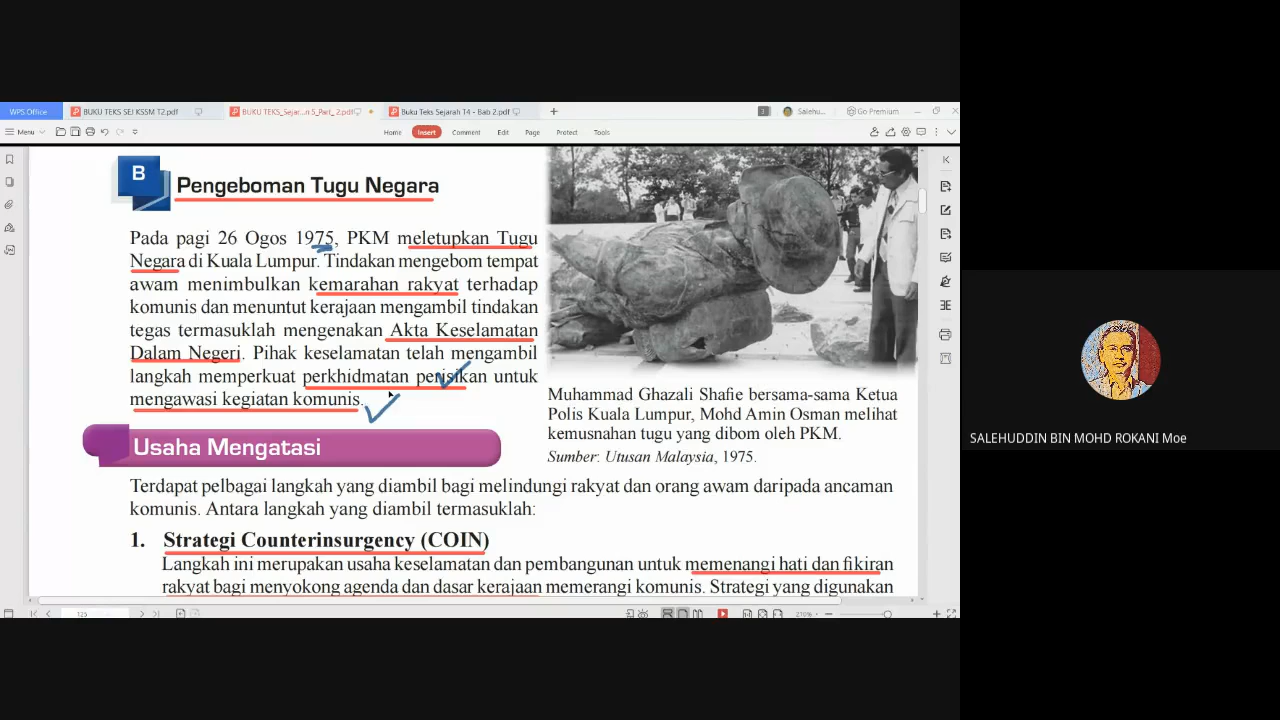 WPS Office
BUKU TEKS SEJ KSSM T2.pdf
BUKU TEKS_Sejar...ri 5_Part_ 2.pdf
Buku Teks Sejarah T4 - Bab 2.pdf
Salehu...
Go Premium
Menu
Home Insert Comment Edit Page Protect Tools
B
Pengeboman Tugu Negara
Pada pagi 26 Ogos 1975, PKM meletupkan Tugu
Negara di Kuala Lumpur. Tindakan mengebom tempat
awam menimbulkan kemarahan rakyat terhadap
komunis dan menuntut kerajaan mengambil tindakan
tegas termasuklah mengenakan Akta Keselamatan
Dalam Negeri. Pihak keselamatan telah mengambil
langkah memperkuat perkhidmatan perisikan untuk
mengawasi kegiatan komunis.
Muhammad Ghazali Shafie bersama-sama Ketua
Polis Kuala Lumpur, Mohd Amin Osman melihat
kemusnahan tugu yang dibom oleh PKM.
Sumber: Utusan Malaysia, 1975.
Usaha Mengatasi
Terdapat pelbagai langkah yang diambil bagi melindungi rakyat dan orang awam daripada ancaman
komunis. Antara langkah yang diambil termasuklah:
1. Strategi Counterinsurgency (COIN)
Langkah ini merupakan usaha keselamatan dan pembangunan untuk memenangi hati dan fikiran
rakyat bagi menyokong agenda dan dasar kerajaan memerangi komunis. Strategi yang digunakan
SALEHUDDIN BIN MOHD ROKANI Moe